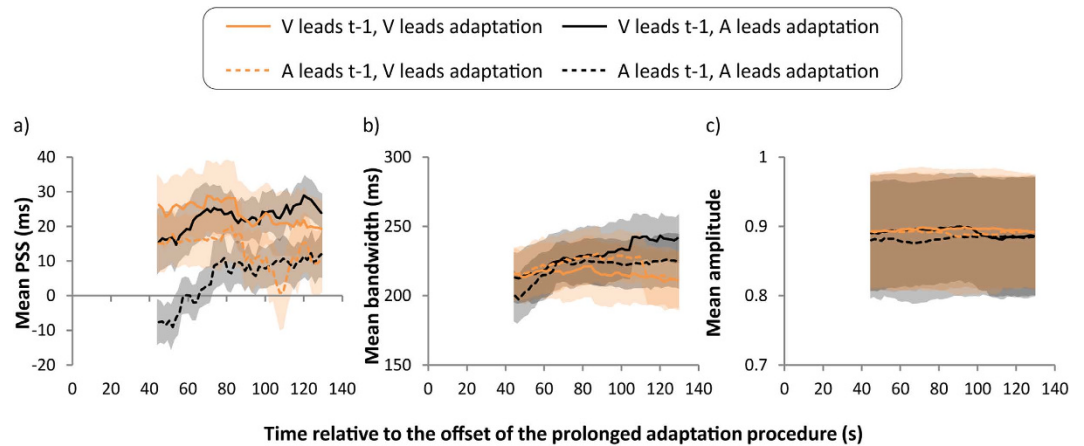 V leads t-1, V leads adaptation V leads t-1, A leads adaptation
A leads t-1, V leads adaptation A leads t-1, A leads adaptation
a) b) c)
Mean PSS (ms)
40
30
20
10
0
-10
-20
0 20 40 60 80 100 120 140
Mean bandwidth (ms)
300
250
200
150
0 20 40 60 80 100 120 140
Mean amplitude
1
0.9
0.8
0.7
0 20 40 60 80 100 120 140
Time relative to the offset of the prolonged adaptation procedure (s)